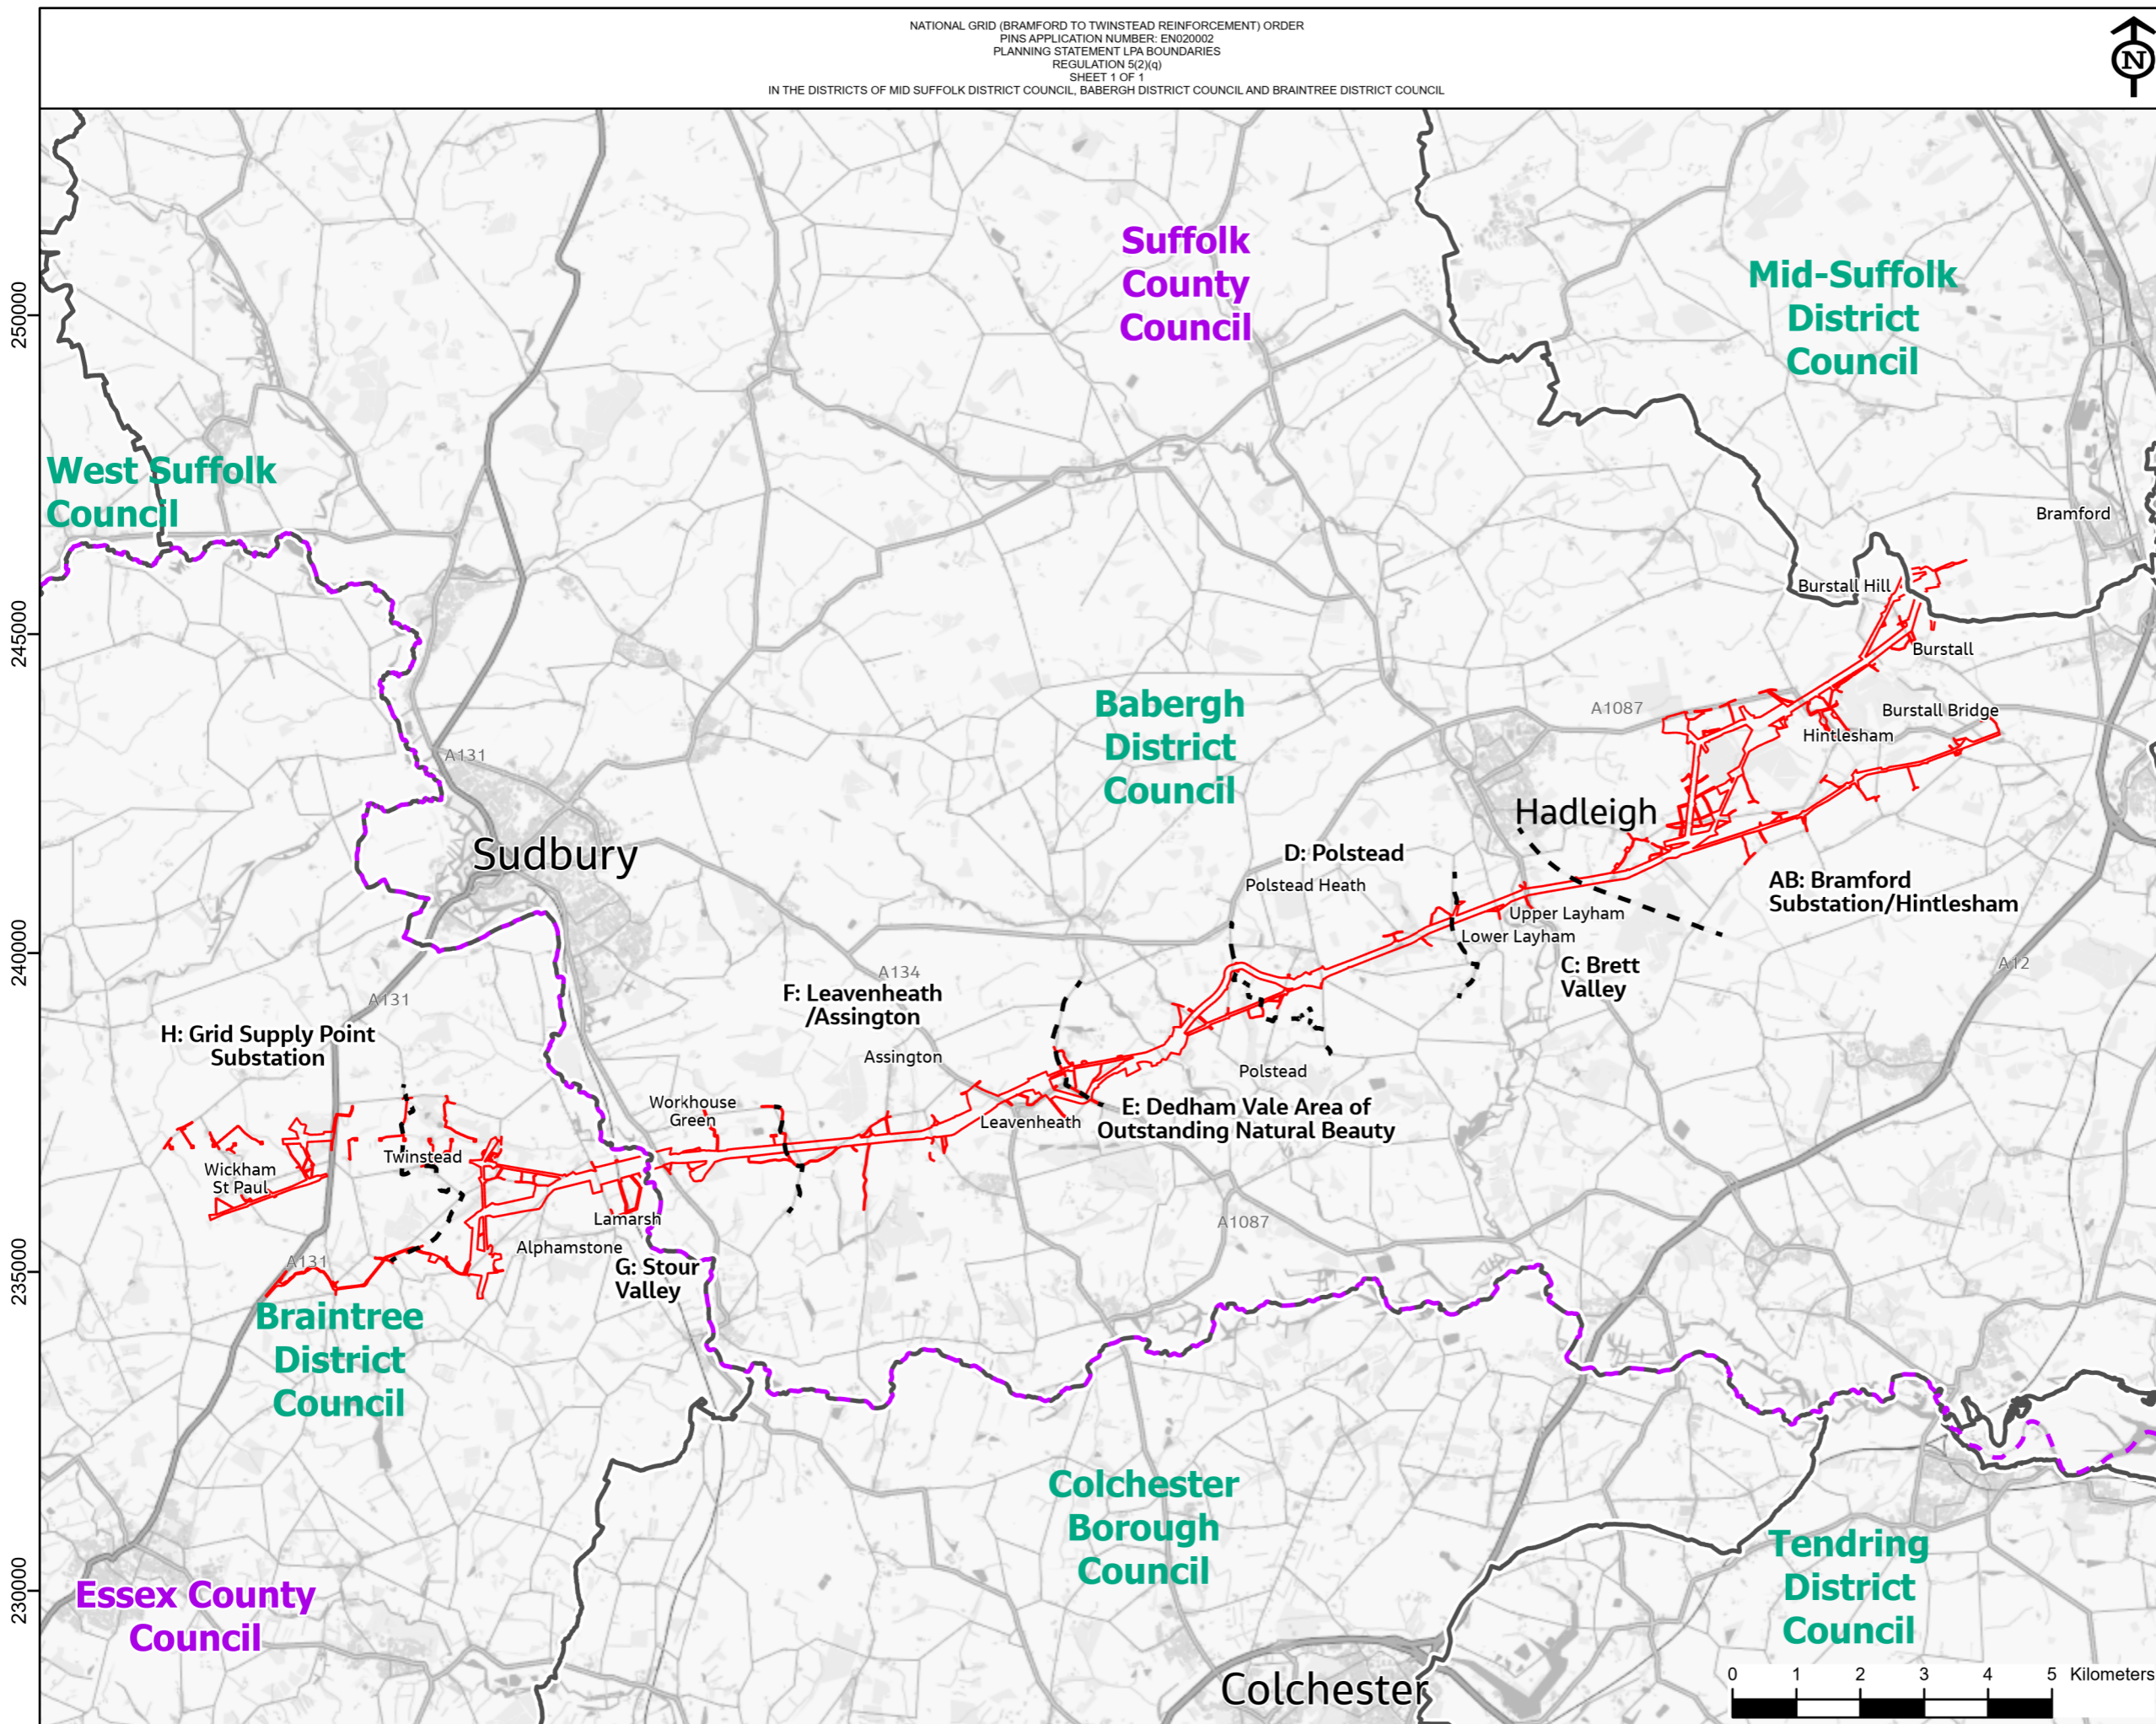 NATIONAL GRID (BRAMFORD TO TWINSTEAD REINFORCEMENT) ORDER
PINS APPLICATION NUMBER: EN020002
PLANNING STATEMENT LPA BOUNDARIES
REGULATION 5(2)(q)
SHEET 1 OF 1
IN THE DISTRICTS OF MID SUFFOLK DISTRICT COUNCIL, BABERGH DISTRICT COUNCIL AND BRAINTREE DISTRICT COUNCIL
N
Suffolk
County
Council
Mid-Suffolk
District
Council
250000
West Suffolk
Council
Bramford
Burstall Hill
245000
Burstall
Babergh
District
Council
A1087
Burstall Bridge
Hintlesham
A131
Hadleigh
Sudbury
D: Polstead
Polstead Heath
AB: Bramford
Substation/Hintlesham
Upper Layham
Lower Layham
240000
A134
A12
C: Brett
Valley
F: Leavenheath
/Assington
A131
H: Grid Supply Point
Substation
Assington
Polstead
Workhouse
Green
E: Dedham Vale Area of
Outstanding Natural Beauty
Leavenheath
Twinstead
Wickham
St Paul
Lamarsh
A1087
Alphamstone
A131
G: Stour
Valley
235000
Braintree
District
Council
Colchester
Borough
Council
Tendring
District
Council
230000
Essex County
Council
Colchester
0 1 2 3 4 5 Kilometers